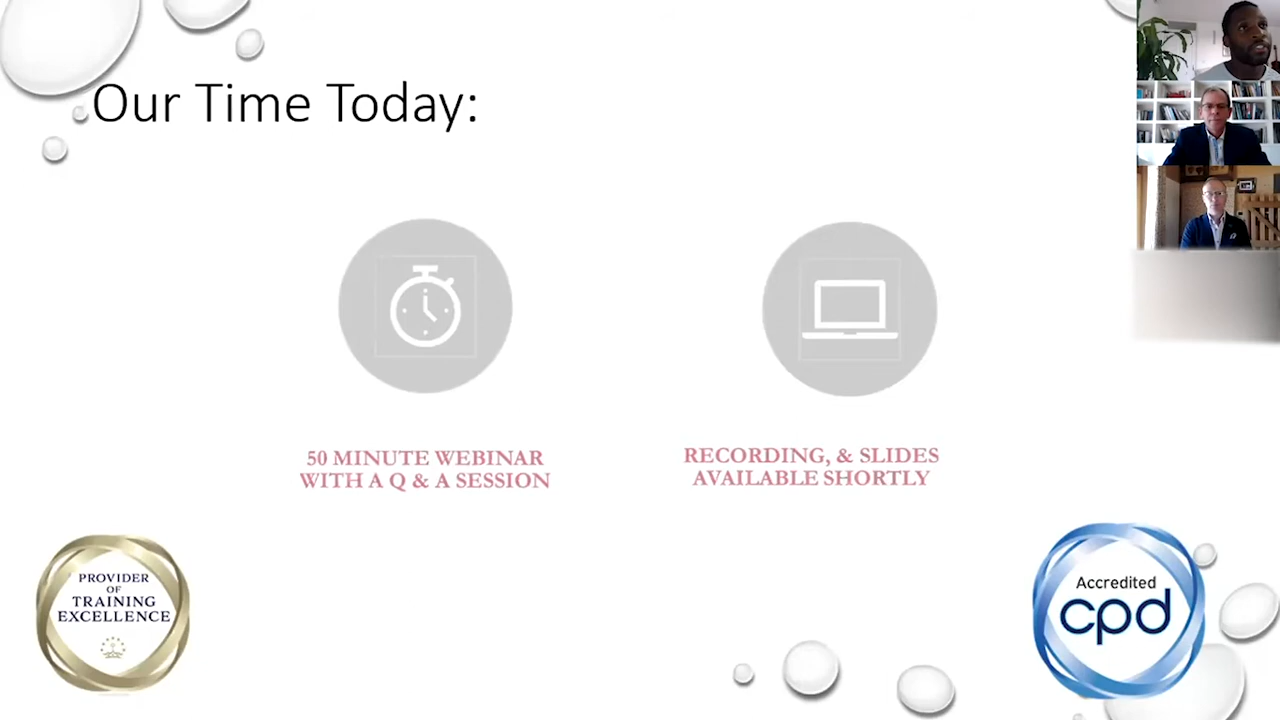 Our Time Today:
50 MINUTE WEBINAR
WITH A Q & A SESSION
RECORDING, & SLIDES
AVAILABLE SHORTLY
PROVIDER
OF
TRAINING
EXCELLENCE
Accredited
cpd